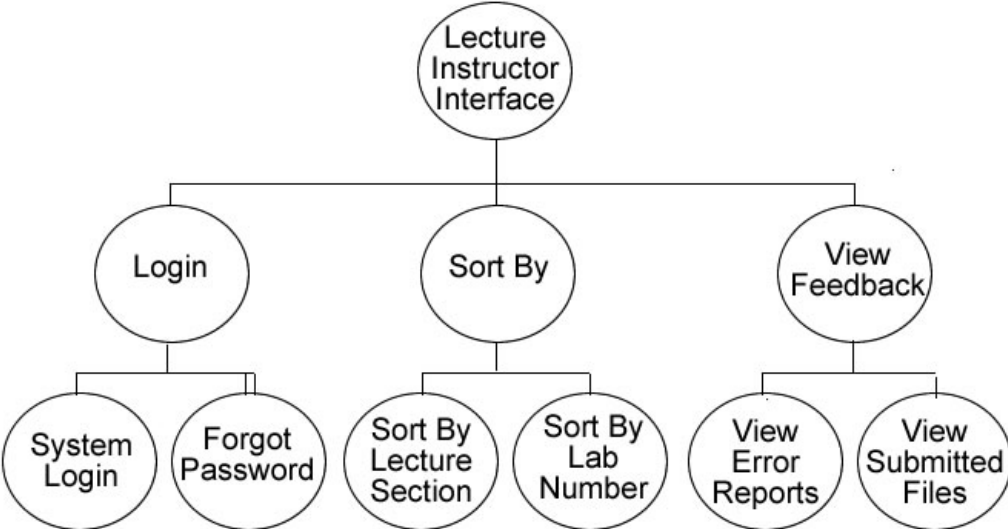 Lecture
Instructor
Interface
Login
Sort By
View
Feedback
System
Login
Forgot
Password
Sort By
Lecture
Section
Sort By
Lab
Number
View
Error
Reports
View
Submitted
Files